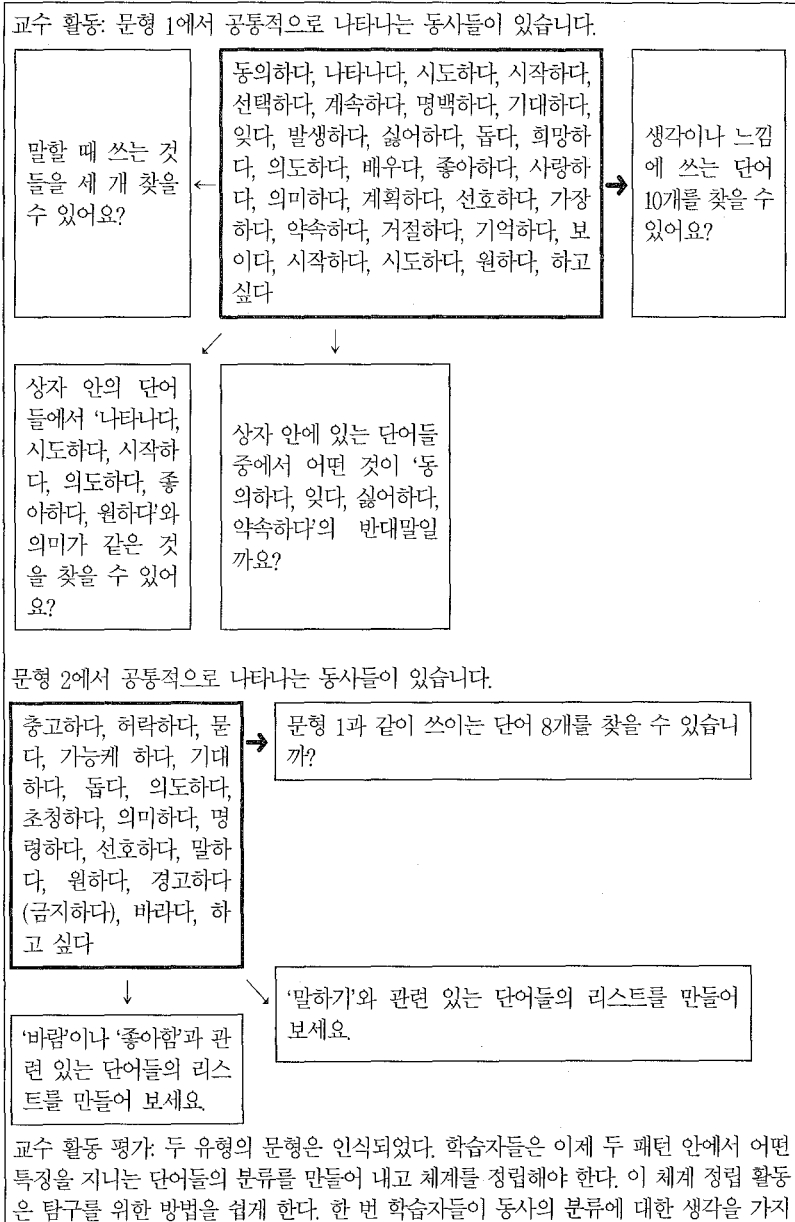 교수 활동: 문형 1에서 공통적으로 나타나는 동사들이 있습니다.
말할 때 쓰는 것
들을 세 개 찾을
수 있어요?
←
동의하다, 나타나다, 시도하다, 시작하다,
선택하다, 계속하다, 명백하다, 기대하다,
잊다, 발생하다, 싫어하다, 돕다, 희망하
다, 의도하다, 배우다, 좋아하다, 사랑하
다, 의미하다, 계획하다, 선호하다, 가장
하다, 약속하다, 거절하다, 기억하다, 보
이다, 시작하다, 시도하다, 원하다, 하고
싶다
→
생각이나 느낌
에 쓰는 단어
10개를 찾을 수
있어요?
↙ ↓
상자 안의 단어
들에서 ‘나타나다,
시도하다, 시작하
다, 의도하다, 좋
아하다, 원하다’와
의미가 같은 것
을 찾을 수 있어
요?
상자 안에 있는 단어들
중에서 어떤 것이 ‘동
의하다, 잊다, 싫어하다,
약속하다’의 반대말일
까요?
문형 2에서 공통적으로 나타나는 동사들이 있습니다.
충고하다, 허락하다, 묻
다, 가능케 하다, 기대
하다, 돕다, 의도하다,
초청하다, 의미하다, 명
령하다, 선호하다, 말하
다, 원하다, 경고하다
(금지하다), 바라다, 하
고 싶다
→
문형 1과 같이 쓰이는 단어 8개를 찾을 수 있습니
까?
↓ ↘
‘말하기’와 관련 있는 단어들의 리스트를 만들어
보세요.
‘바람’이나 ‘좋아함’과 관
련 있는 단어들의 리스
트를 만들어 보세요.
교수 활동 평가: 두 유형의 문형은 인식되었다. 학습자들은 이제 두 패턴 안에서 어떤
특징을 지니는 단어들의 분류를 만들어 내고 체계를 정립해야 한다. 이 체계 정립 활동
은 탐구를 위한 방법을 쉽게 한다. 한 번 학습자들이 동사의 분류에 대한 생각을 가지